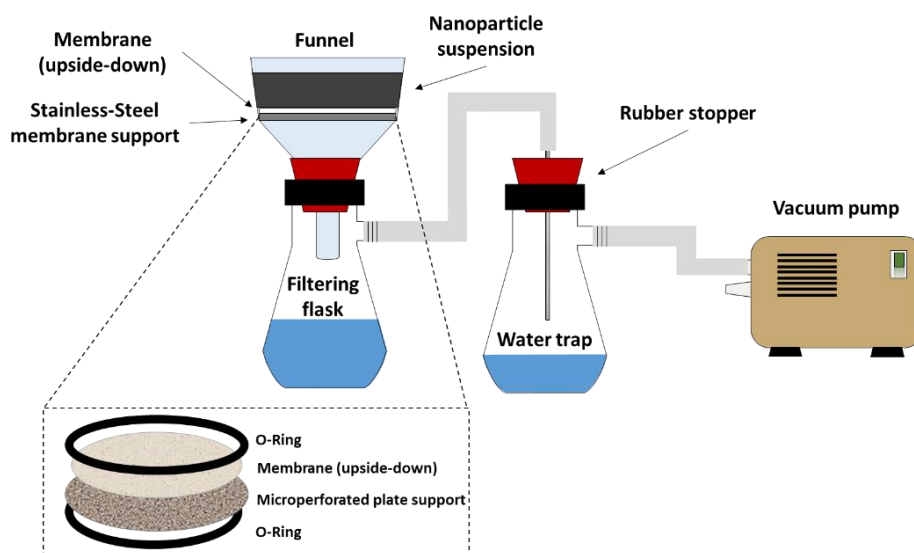 Membrane
(upside-down)
Funnel
Nanoparticle
suspension
Stainless-Steel
membrane support
Rubber stopper
Vacuum pump
Filtering
flask
Water trap
O-Ring
Membrane (upside-down)
Microperforated plate support
O-Ring